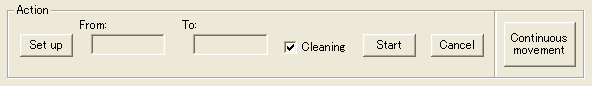 Action
From: To:
Set up Cleaning Start Cancel Continuous
movement